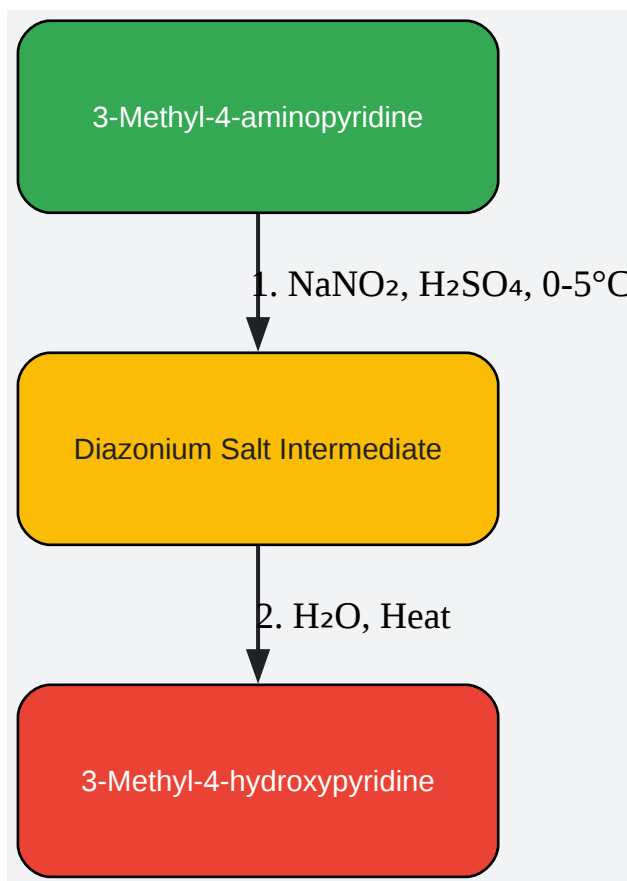 3-Methyl-4-aminopyridine
1. NaNO₂, H₂SO₄, 0-5°C
Diazonium Salt Intermediate
2. H₂O, Heat
3-Methyl-4-hydroxypyridine